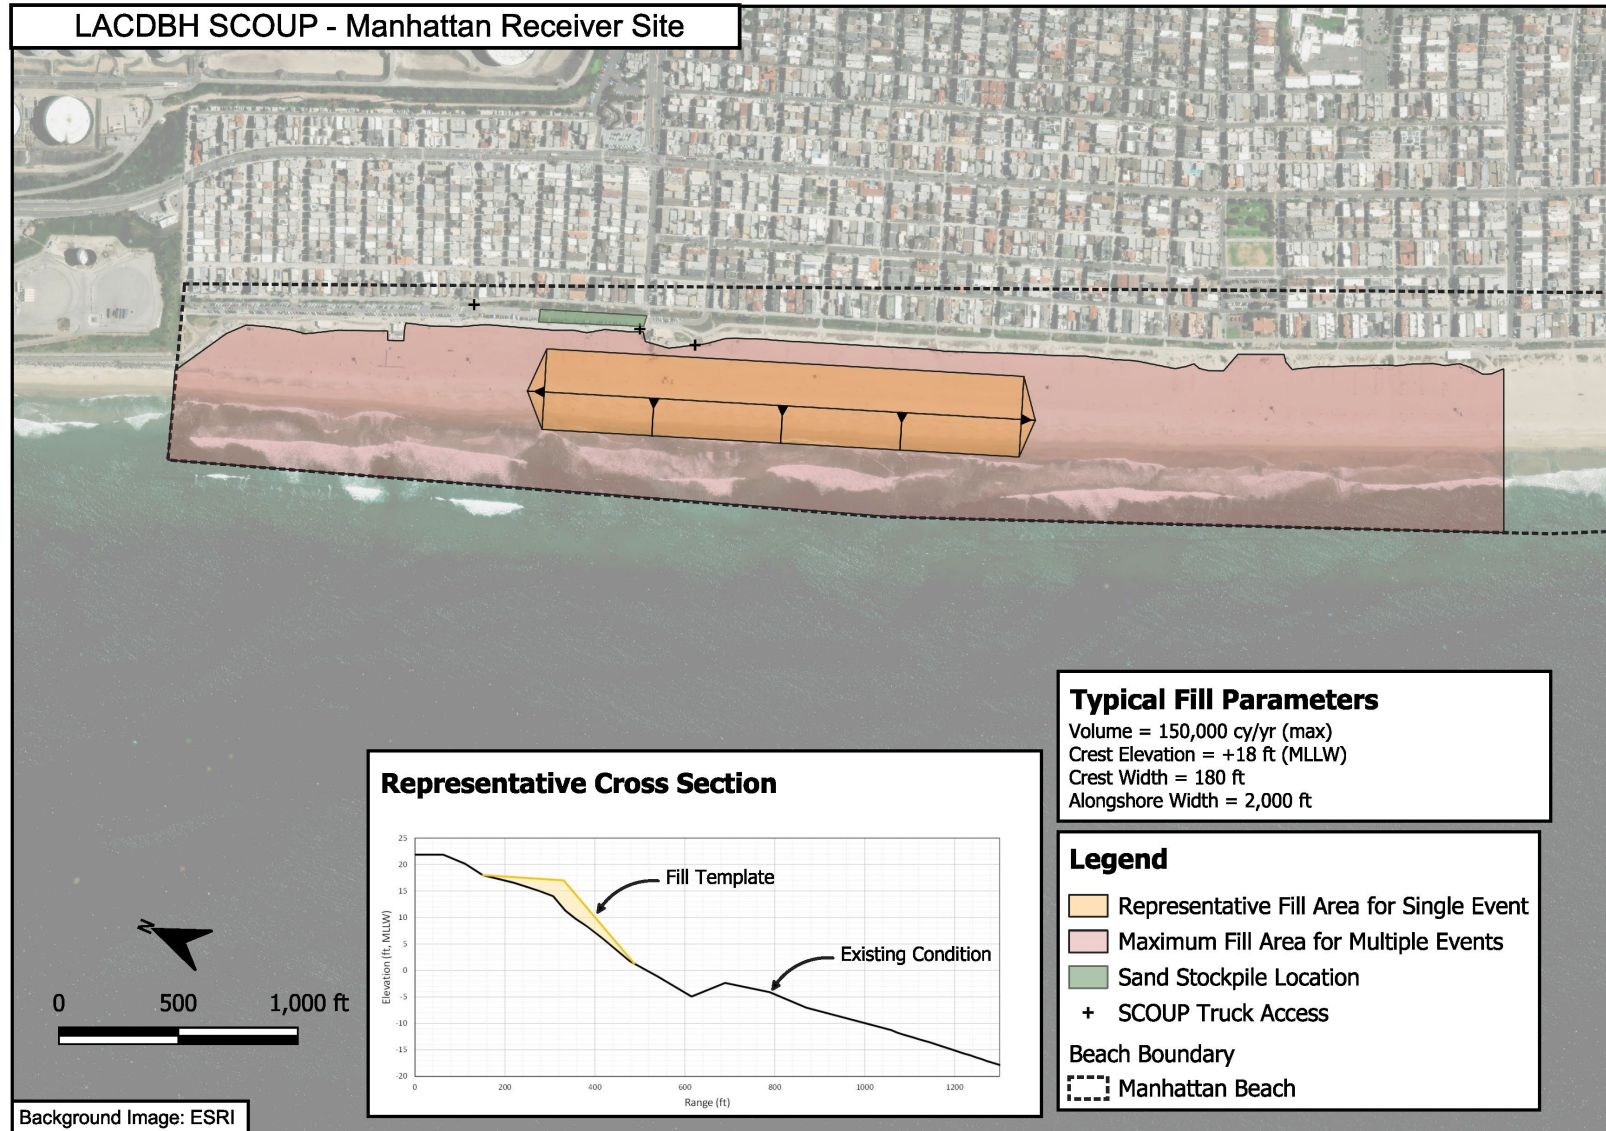 LACDBH SCOUP - Manhattan Receiver Site
Typical Fill Parameters
Volume = 150,000 cy/yr (max)
Crest Elevation = +18 ft (MLLW)
Crest Width = 180 ft
Alongshore Width = 2,000 ft
Representative Cross Section
25
20
15
10
5
0
-5
-10
-15
-20
Elevation (ft, MLLW)
Fill Template
Existing Condition
0 200 400 600 800 1000 1200
Range (ft)
Legend
Representative Fill Area for Single Event
Maximum Fill Area for Multiple Events
Sand Stockpile Location
SCOUP Truck Access
Beach Boundary
Manhattan Beach
N
0 500 1,000 ft
Background Image: ESRI